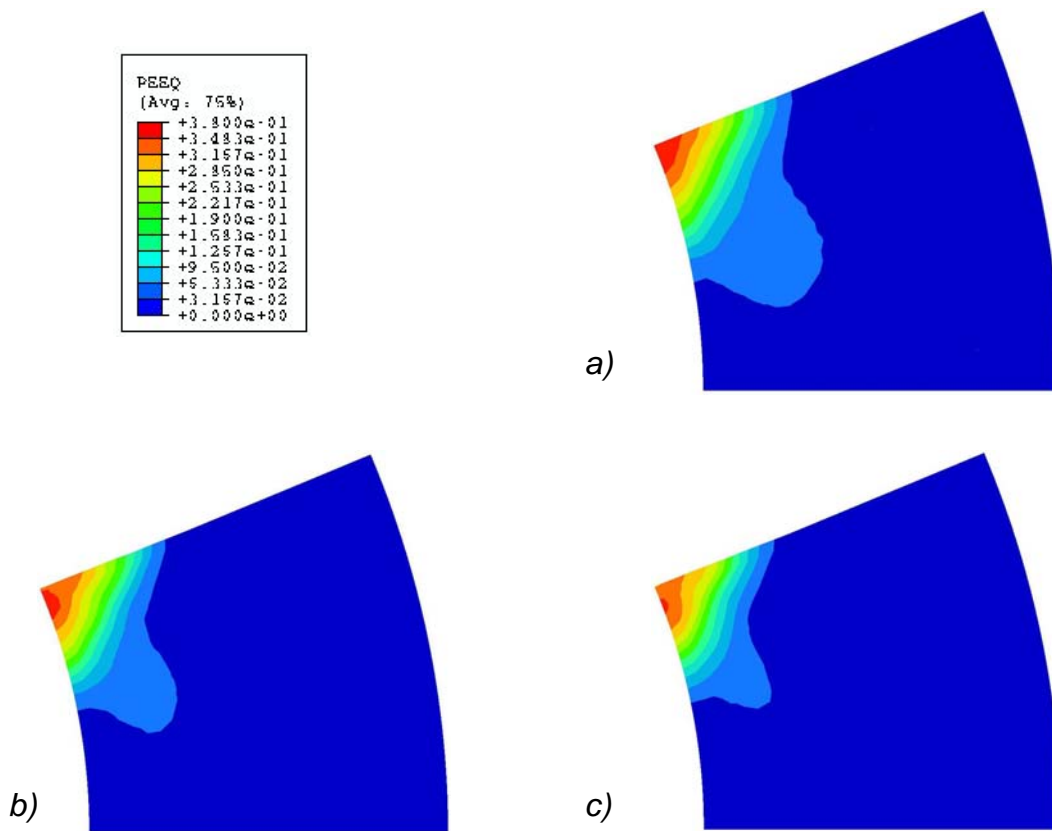 PEEQ
(Avg: 75%)
+3.800e-01
+3.483e-01
+3.167e-01
+2.850e-01
+2.533e-01
+2.217e-01
+1.900e-01
+1.583e-01
+1.267e-01
+9.500e-02
+6.333e-02
+3.167e-02
+0.000e+00
a)
b)
c)